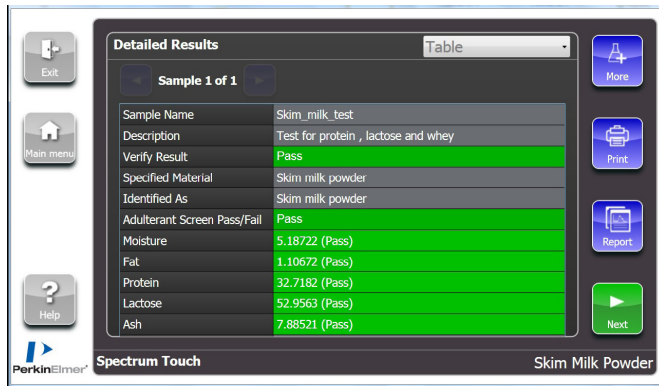 Exit
Main menu
Help
PerkinElmer
Detailed Results
Table
Sample 1 of 1
Sample Name Skim_milk_test
Description Test for protein , lactose and whey
Verify Result Pass
Specified Material Skim milk powder
Identified As Skim milk powder
Adulterant Screen Pass/Fail Pass
Moisture 5.18722 (Pass)
Fat 1.10672 (Pass)
Protein 32.7182 (Pass)
Lactose 52.9563 (Pass)
Ash 7.88521 (Pass)
More
Print
Report
Next
Spectrum Touch Skim Milk Powder